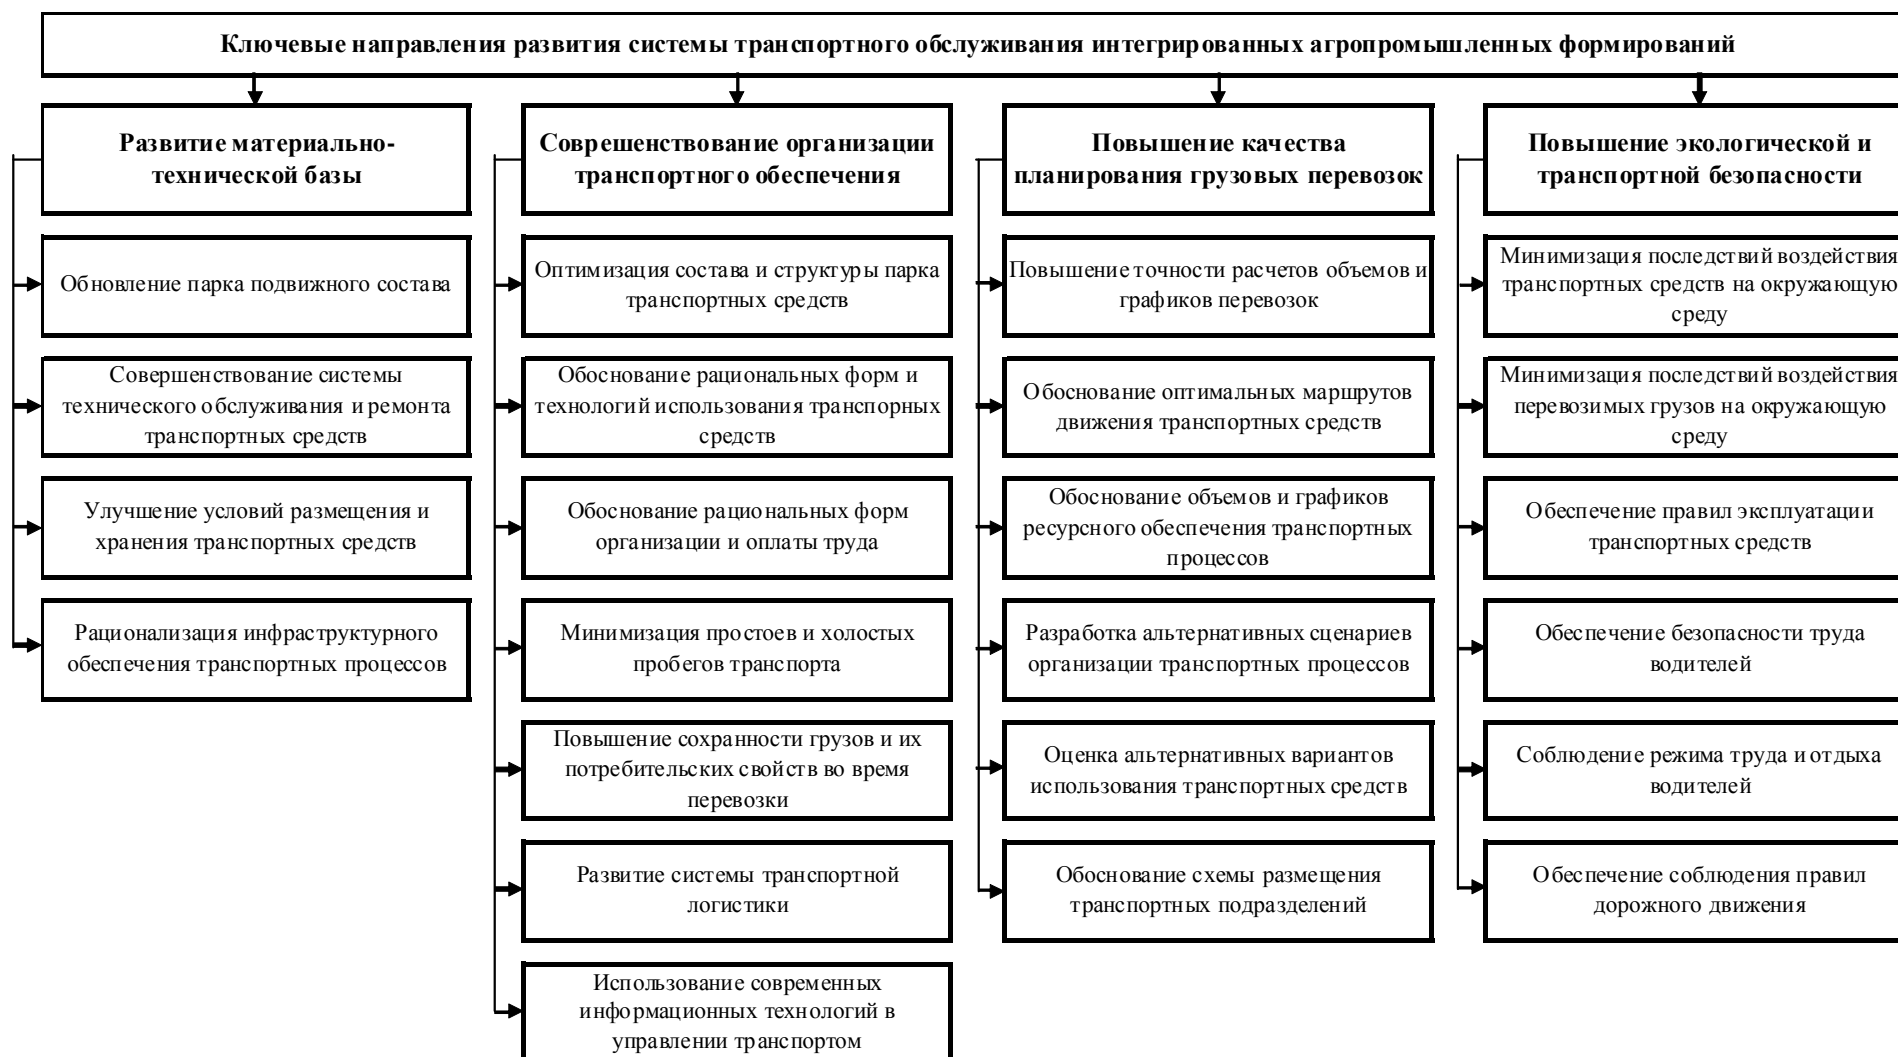 Ключевые направления развития системы транспортного обслуживания интегрированных агропромышленных формирований
Развитие материально-
технической базы
Обновление парка подвижного состава
Совершенствование системы
технического обслуживания и ремонта
транспортных средств
Улучшение условий размещения и
хранения транспортных средств
Рационализация инфраструктурного
обеспечения транспортных процессов
Соврешенствование организации
транспортного обеспечения
Оптимизация состава и структуры парка
транспортных средств
Обоснование рациональных форм и
технологий использования транспорных
средств
Обоснование рациональных форм
организации и оплаты труда
Минимизация простоев и холостых
пробегов транспорта
Повышение сохранности грузов и их
потребительских свойств во время
перевозки
Развитие системы транспортной
логистики
Использование современных
информационных технологий в
управлении транспортом
Повышение качества
планирования грузовых перевозок
Повышение точности расчетов объемов и
графиков перевозок
Обоснование оптимальных маршрутов
движения транспортных средств
Обоснование объемов и графиков
ресурсного обеспечения транспортных
процессов
Разработка альтернативных сценариев
организации транспортных процессов
Оценка альтернативных вариантов
использования транспортных средств
Обоснование схемы размещения
транспортных подразделений
Повышение экологической и
транспортной безопасности
Минимизация последствий воздействия
транспортных средств на окружающую
среду
Минимизация последствий воздействия
перевозимых грузов на окружающую
среду
Обеспечение правил эксплуатации
транспортных средств
Обеспечение безопасности труда
водителей
Соблюдение режима труда и отдыха
водителей
Обеспечение соблюдения правил
дорожного движения